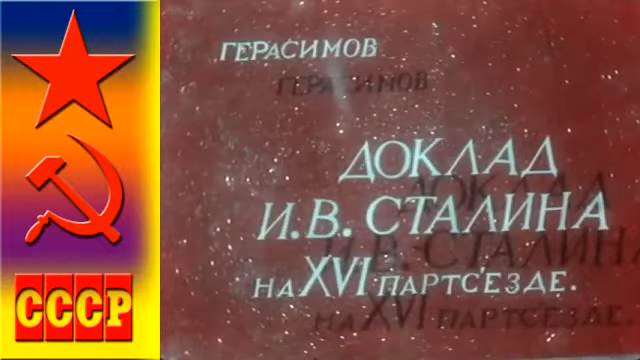 СССР
ГЕРАСИМОВ
ДОКЛАД
И.В. СТАЛИНА
НА XVI ПАРТС'ЕЗДЕ.